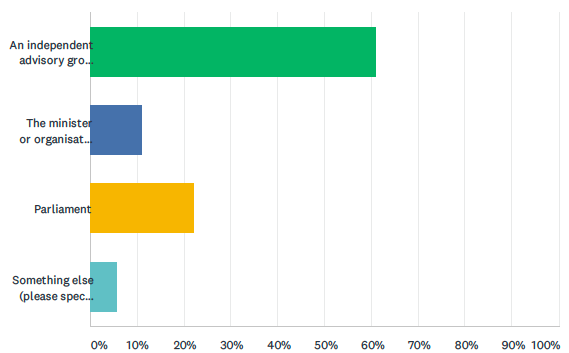 An independent
advisory gro...
The minister
or organisat...
Parliament
Something else
(please spec...
0% 10% 20% 30% 40% 50% 60% 70% 80% 90% 100%